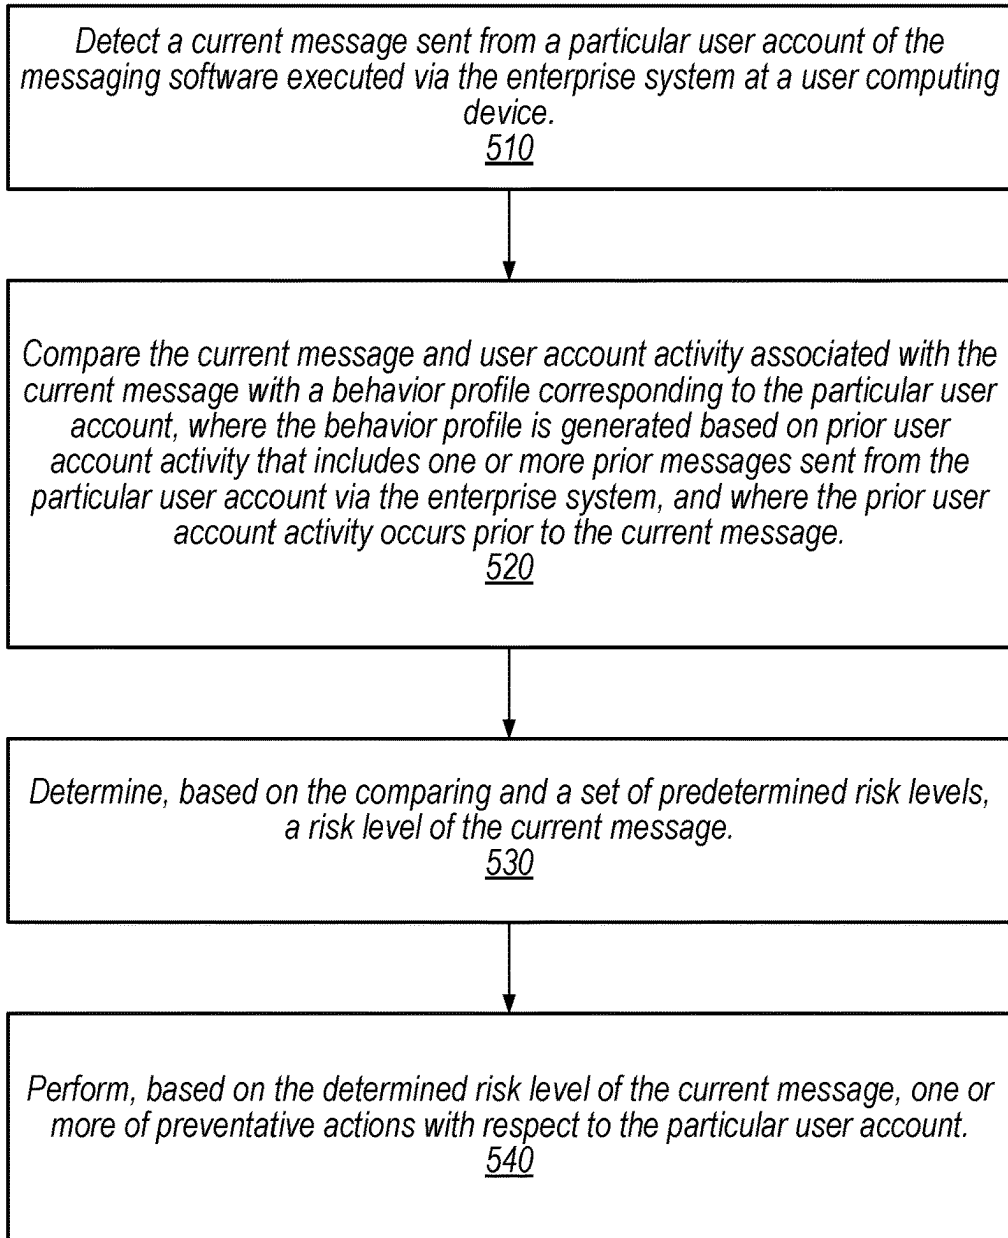 Detect a current message sent from a particular user account of the
messaging software executed via the enterprise system at a user computing
device.
510
Compare the current message and user account activity associated with the
current message with a behavior profile corresponding to the particular user
account, where the behavior profile is generated based on prior user
account activity that includes one or more prior messages sent from the
particular user account via the enterprise system, and where the prior user
account activity occurs prior to the current message.
520
Determine, based on the comparing and a set of predetermined risk levels,
a risk level of the current message.
530
Perform, based on the determined risk level of the current message, one or
more of preventative actions with respect to the particular user account.
540